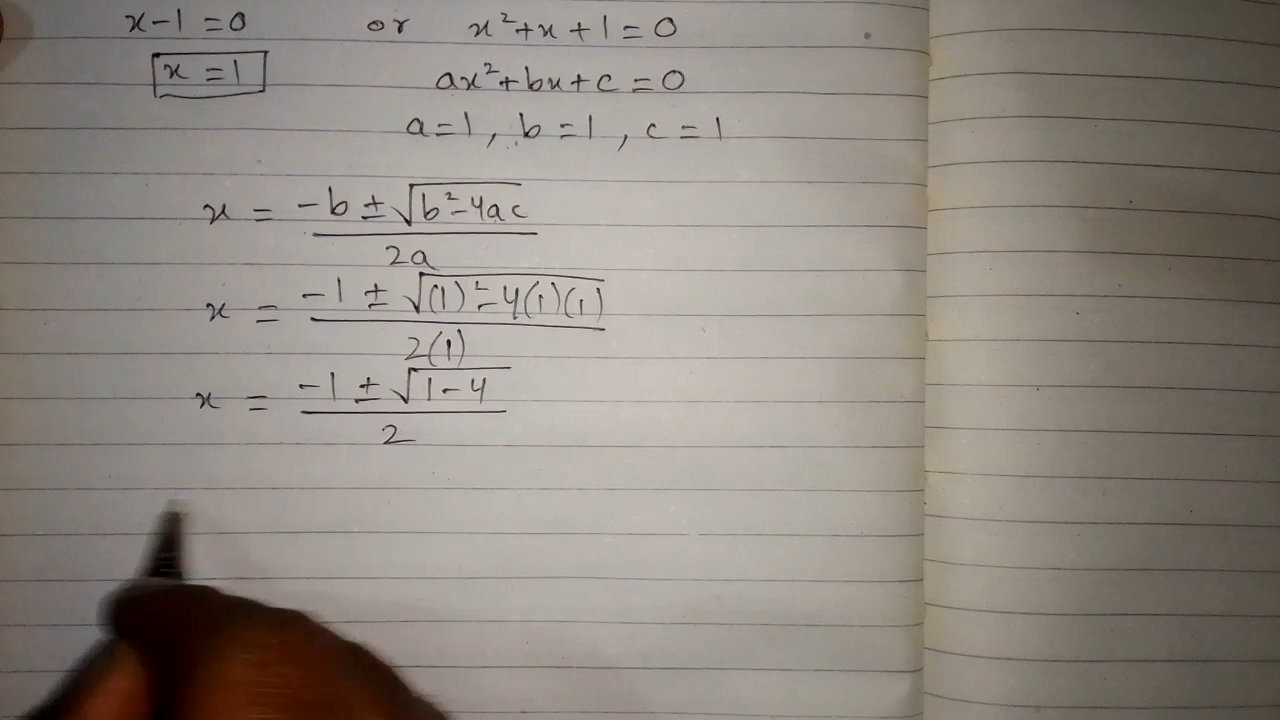 x-1=0 or x²+x+1=0
x=1 ax²+bx+c=0
a=1, b=1, c=1
x = (-b ± √(b²-4ac)) / 2a
x = (-1 ± √((1)²-4(1)(1))) / 2(1)
x = (-1 ± √(1-4)) / 2